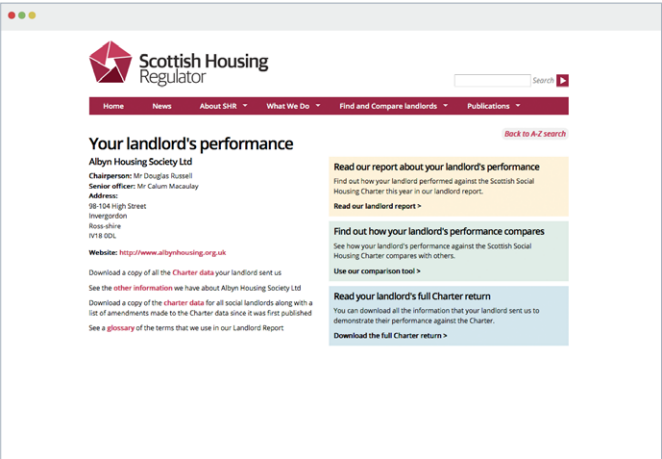 Scottish Housing
Regulator
Search
Home News About SHR What We Do Find and Compare landlords Publications
Back to A-Z search
Your landlord's performance
Albyn Housing Society Ltd
Chairperson: Mr Douglas Russell
Senior officer: Mr Calum Macaulay
Address:
98-104 High Street
Invergordon
Ross-shire
IV18 0DL
Website: http://www.albynhousing.org.uk
Download a copy of all the Charter data your landlord sent us
See the other information we have about Albyn Housing Society Ltd
Download a copy of the charter data for all social landlords along with a
list of amendments made to the Charter data since it was first published
See a glossary of the terms that we use in our Landlord Report
Read our report about your landlord's performance
Find out how your landlord performed against the Scottish Social
Housing Charter this year in our landlord report.
Read our landlord report >
Find out how your landlord's performance compares
See how your landlord's performance against the Scottish Social
Housing Charter compares with others.
Use our comparison tool >
Read your landlord's full Charter return
You can download all the information that your landlord sent us to
demonstrate their performance against the Charter.
Download the full Charter return >